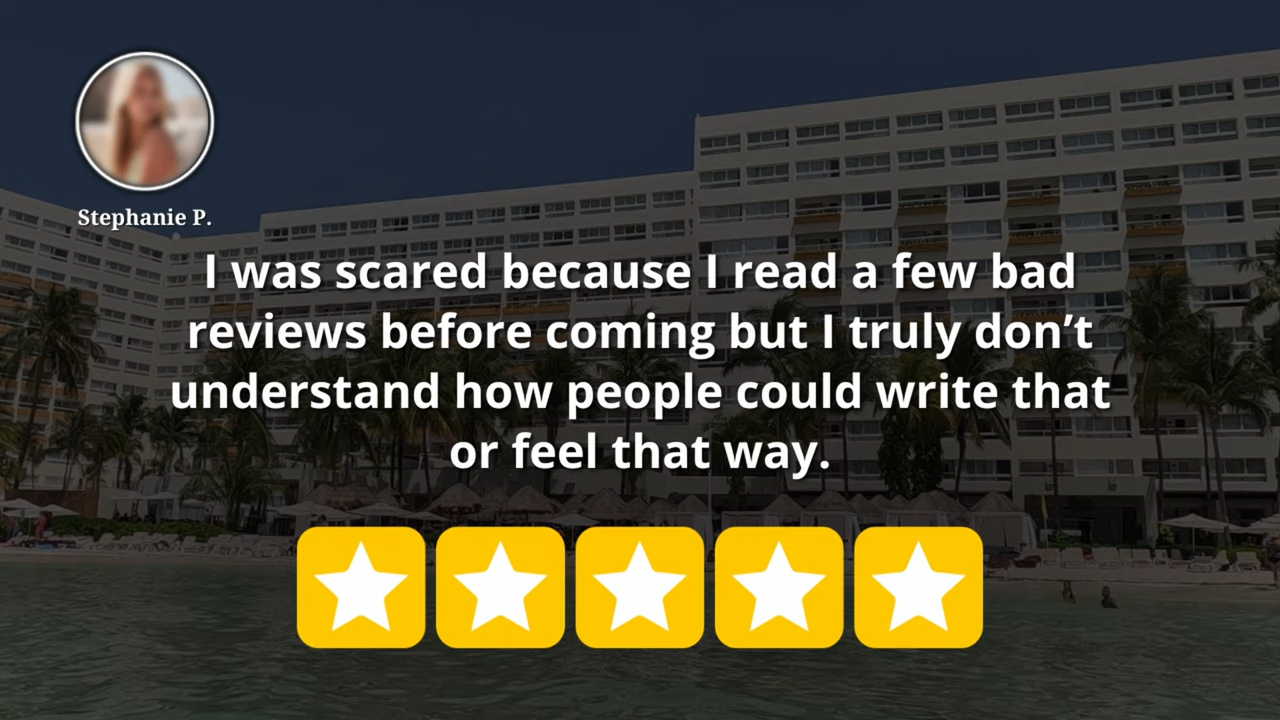 Stephanie P.
I was scared because I read a few bad
reviews before coming but I truly don’t
understand how people could write that
or feel that way.